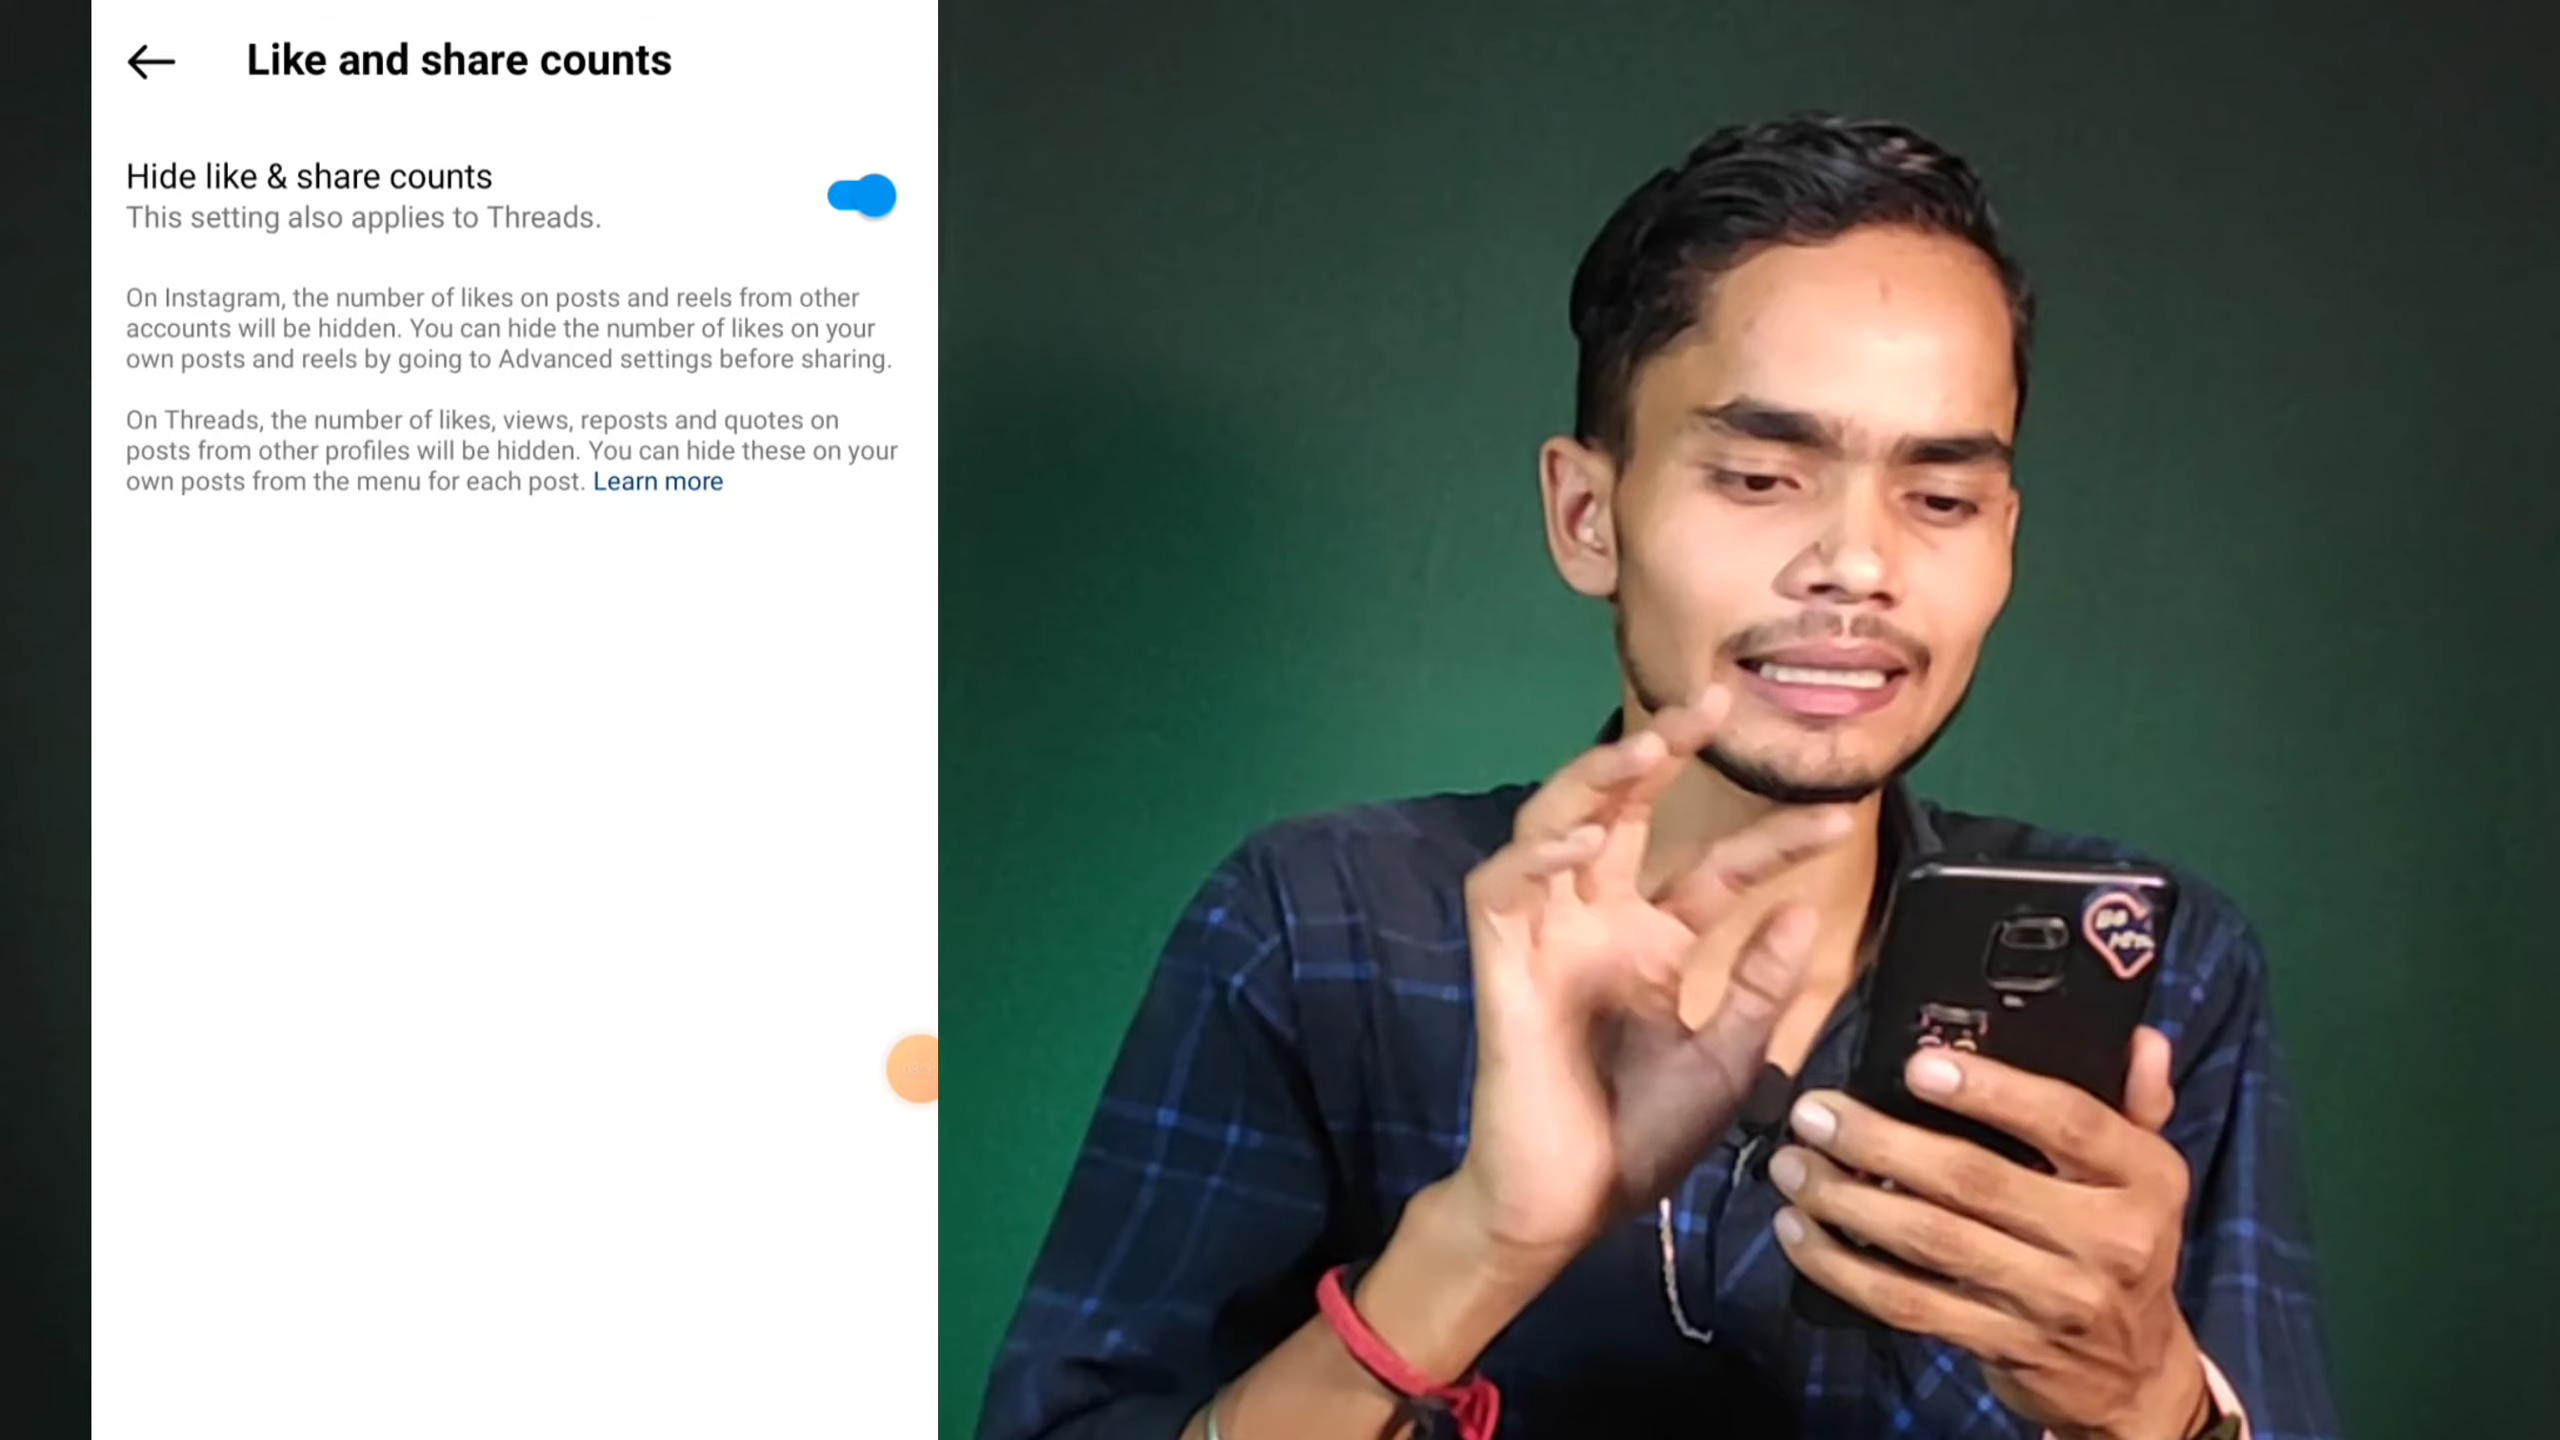 Like and share counts
Hide like & share counts
This setting also applies to Threads.
On Instagram, the number of likes on posts and reels from other
accounts will be hidden. You can hide the number of likes on your
own posts and reels by going to Advanced settings before sharing.
On Threads, the number of likes, views, reposts and quotes on
posts from other profiles will be hidden. You can hide these on your
own posts from the menu for each post. Learn more